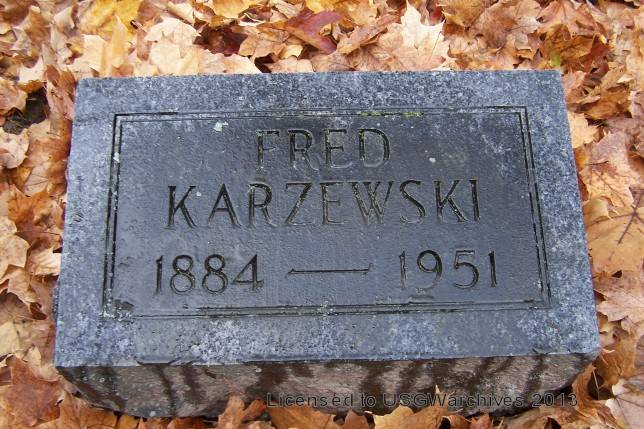 FRED
KARZEWSKI
1884 — 1951
Licensed to USGWarchives 2013